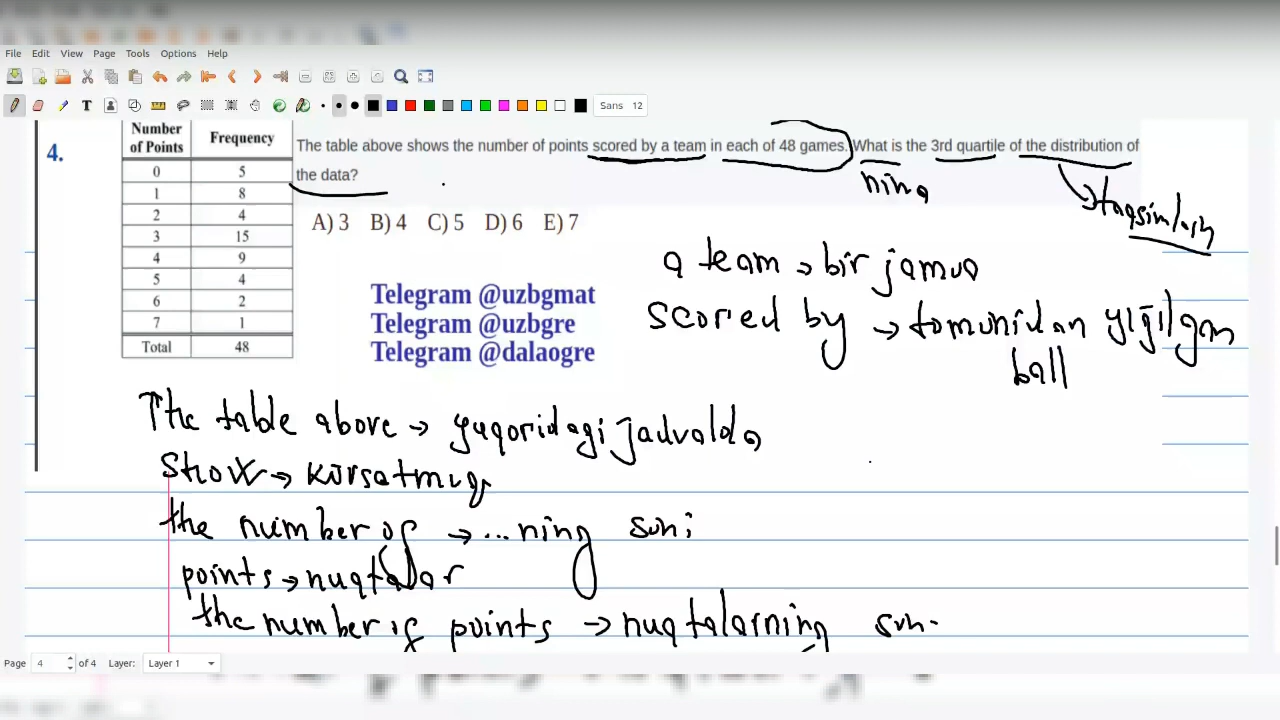 File Edit View Page Tools Options Help
Sans 12
4.
Number of Points Frequency
0 5
1 8
2 4
3 15
4 9
5 4
6 2
7 1
Total 48
The table above shows the number of points scored by a team in each of 48 games. What is the 3rd quartile of the distribution of
the data?
A) 3 B) 4 C) 5 D) 6 E) 7
ning
taqsimlash
Telegram @uzbgmat
Telegram @uzbgre
Telegram @dalaogre
a team → bir jamoa
scored by → tomonidan yig'ilgan
ball
The table above → yuqoridagi jadvalda
show → korsatmoq
the number of → ...ning soni
points → nuqtalar
the number of points → nuqtalarning son
Page 4 of 4 Layer: Layer 1